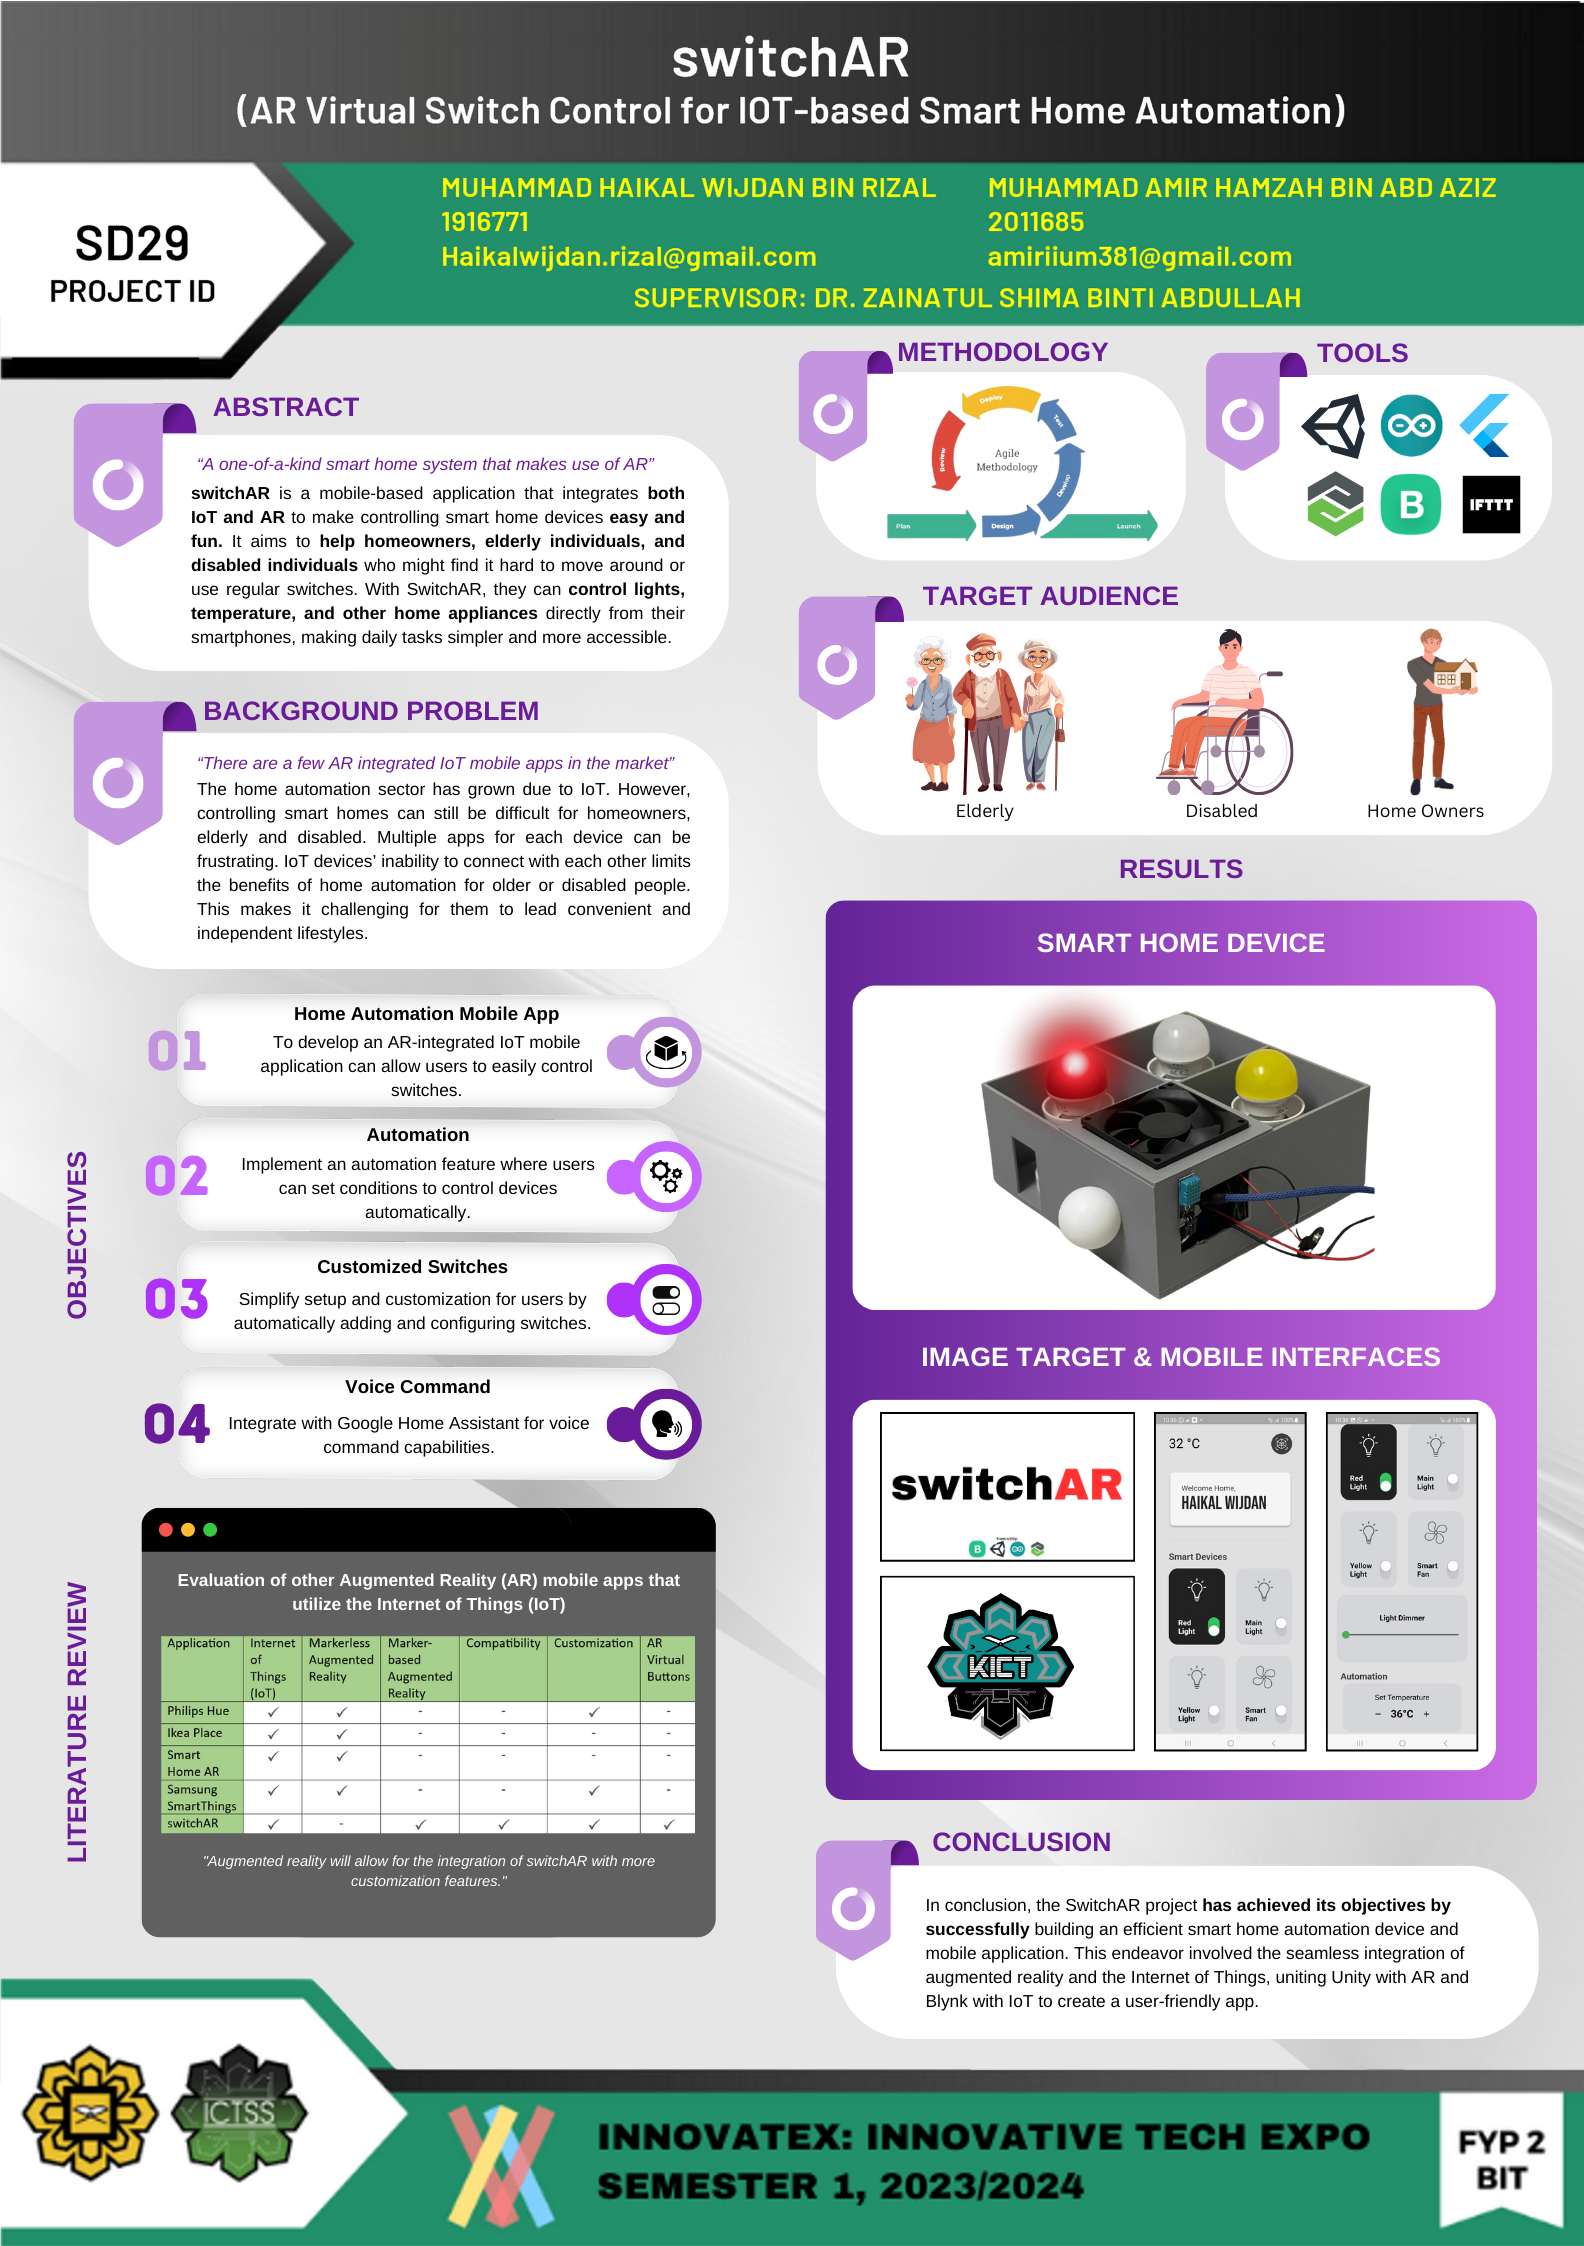 switchAR
(AR Virtual Switch Control for IOT-based Smart Home Automation)
SD29
PROJECT ID
MUHAMMAD HAIKAL WIJDAN BIN RIZAL
1916771
Haikalwijdan.rizal@gmail.com
MUHAMMAD AMIR HAMZAH BIN ABD AZIZ
2011685
amiriium381@gmail.com
SUPERVISOR: DR. ZAINATUL SHIMA BINTI ABDULLAH
ABSTRACT
“A one-of-a-kind smart home system that makes use of AR”
switchAR is a mobile-based application that integrates both
IoT and AR to make controlling smart home devices easy and
fun. It aims to help homeowners, elderly individuals, and
disabled individuals who might find it hard to move around or
use regular switches. With SwitchAR, they can control lights,
temperature, and other home appliances directly from their
smartphones, making daily tasks simpler and more accessible.
BACKGROUND PROBLEM
“There are a few AR integrated IoT mobile apps in the market”
The home automation sector has grown due to IoT. However,
controlling smart homes can still be difficult for homeowners,
elderly and disabled. Multiple apps for each device can be
frustrating. IoT devices’ inability to connect with each other limits
the benefits of home automation for older or disabled people.
This makes it challenging for them to lead convenient and
independent lifestyles.
OBJECTIVES
01
Home Automation Mobile App
To develop an AR-integrated IoT mobile
application can allow users to easily control
switches.
02
Automation
Implement an automation feature where users
can set conditions to control devices
automatically.
03
Customized Switches
Simplify setup and customization for users by
automatically adding and configuring switches.
04
Voice Command
Integrate with Google Home Assistant for voice
command capabilities.
LITERATURE REVIEW
Evaluation of other Augmented Reality (AR) mobile apps that
utilize the Internet of Things (IoT)
Application Internet of Things (IoT) Markerless Augmented Reality Marker-based Augmented Reality Compatibility Customization AR Virtual Buttons
Philips Hue ✓ ✓ - - ✓ -
Ikea Place ✓ ✓ - - - -
Smart Home AR ✓ ✓ - - - -
Samsung SmartThings ✓ ✓ - - ✓ -
switchAR ✓ - ✓ ✓ ✓ ✓
"Augmented reality will allow for the integration of switchAR with more
customization features."
METHODOLOGY
Deploy
Test
Review
Agile
Methodology
Develop
Plan
Design
Launch
TOOLS
B
IFTTT
TARGET AUDIENCE
Elderly
Disabled
Home Owners
RESULTS
SMART HOME DEVICE
IMAGE TARGET & MOBILE INTERFACES
switchAR
B
KICT
10:36
100%
32 °C
Welcome Home,
HAIKAL WIJDAN
Smart Devices
Red
Light
Main
Light
Yellow
Light
Smart
Fan
10:36
100%
Red
Light
Main
Light
Yellow
Light
Smart
Fan
Light Dimmer
Automation
Set Temperature
− 36°C +
CONCLUSION
In conclusion, the SwitchAR project has achieved its objectives by
successfully building an efficient smart home automation device and
mobile application. This endeavor involved the seamless integration of
augmented reality and the Internet of Things, uniting Unity with AR and
Blynk with IoT to create a user-friendly app.
ICTSS
INNOVATEX: INNOVATIVE TECH EXPO
SEMESTER 1, 2023/2024
FYP 2
BIT